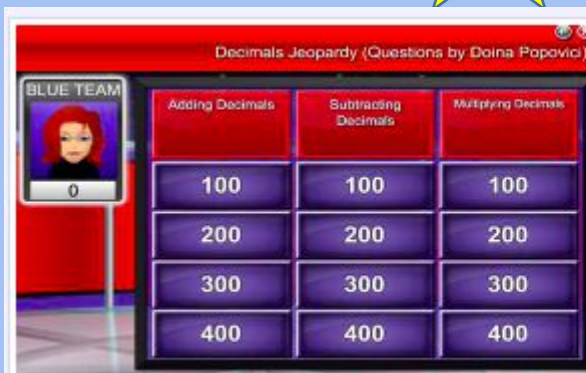 Decimals Jeopardy (Questions by Doina Popovici)
BLUE TEAM
0
Adding Decimals
Subtracting
Decimals
Multiplying Decimals
100 100 100
200 200 200
300 300 300
400 400 400